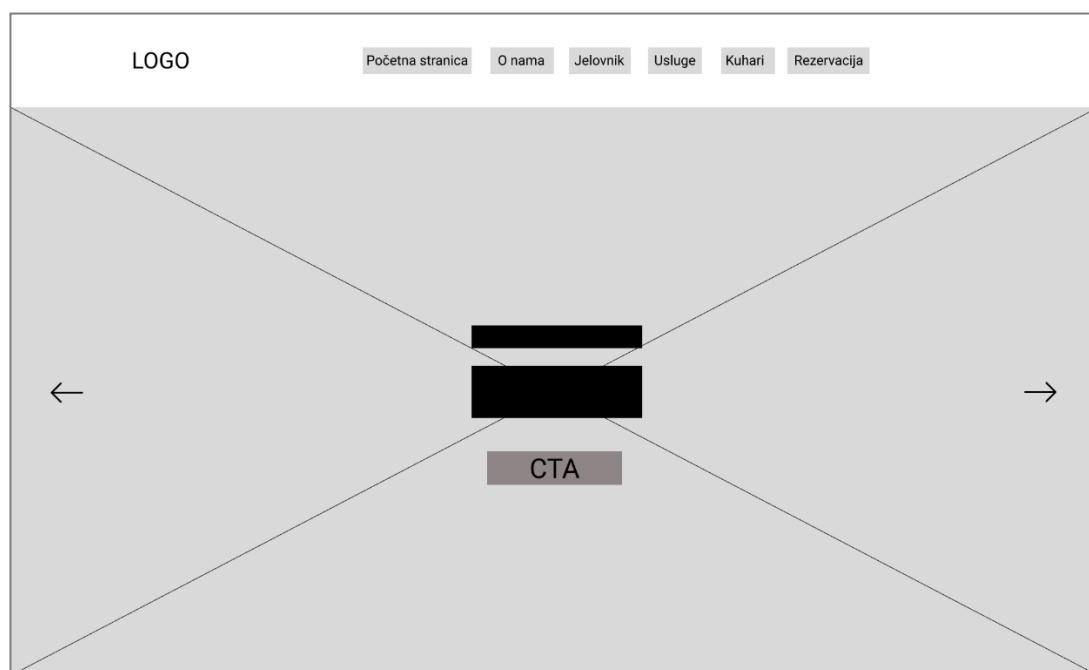 LOGO
Početna stranica
O nama
Jelovnik
Usluge
Kuhari
Rezervacija
CTA